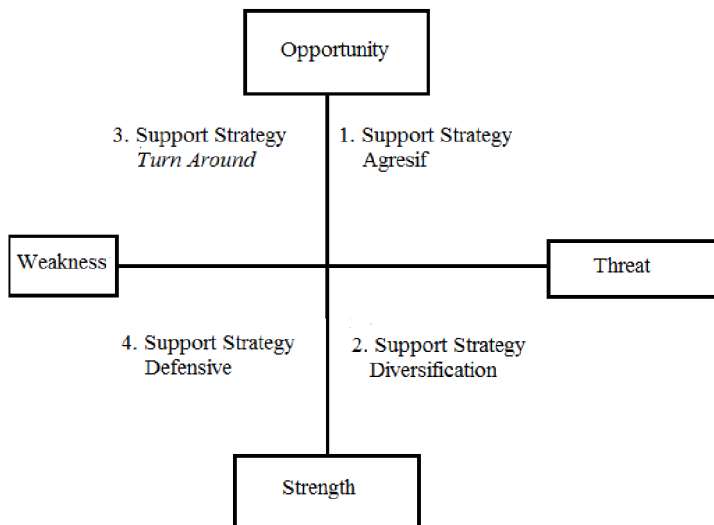 Opportunity
3. Support Strategy
Turn Around
1. Support Strategy
Agresif
Weakness
Threat
4. Support Strategy
Defensive
2. Support Strategy
Diversification
Strength